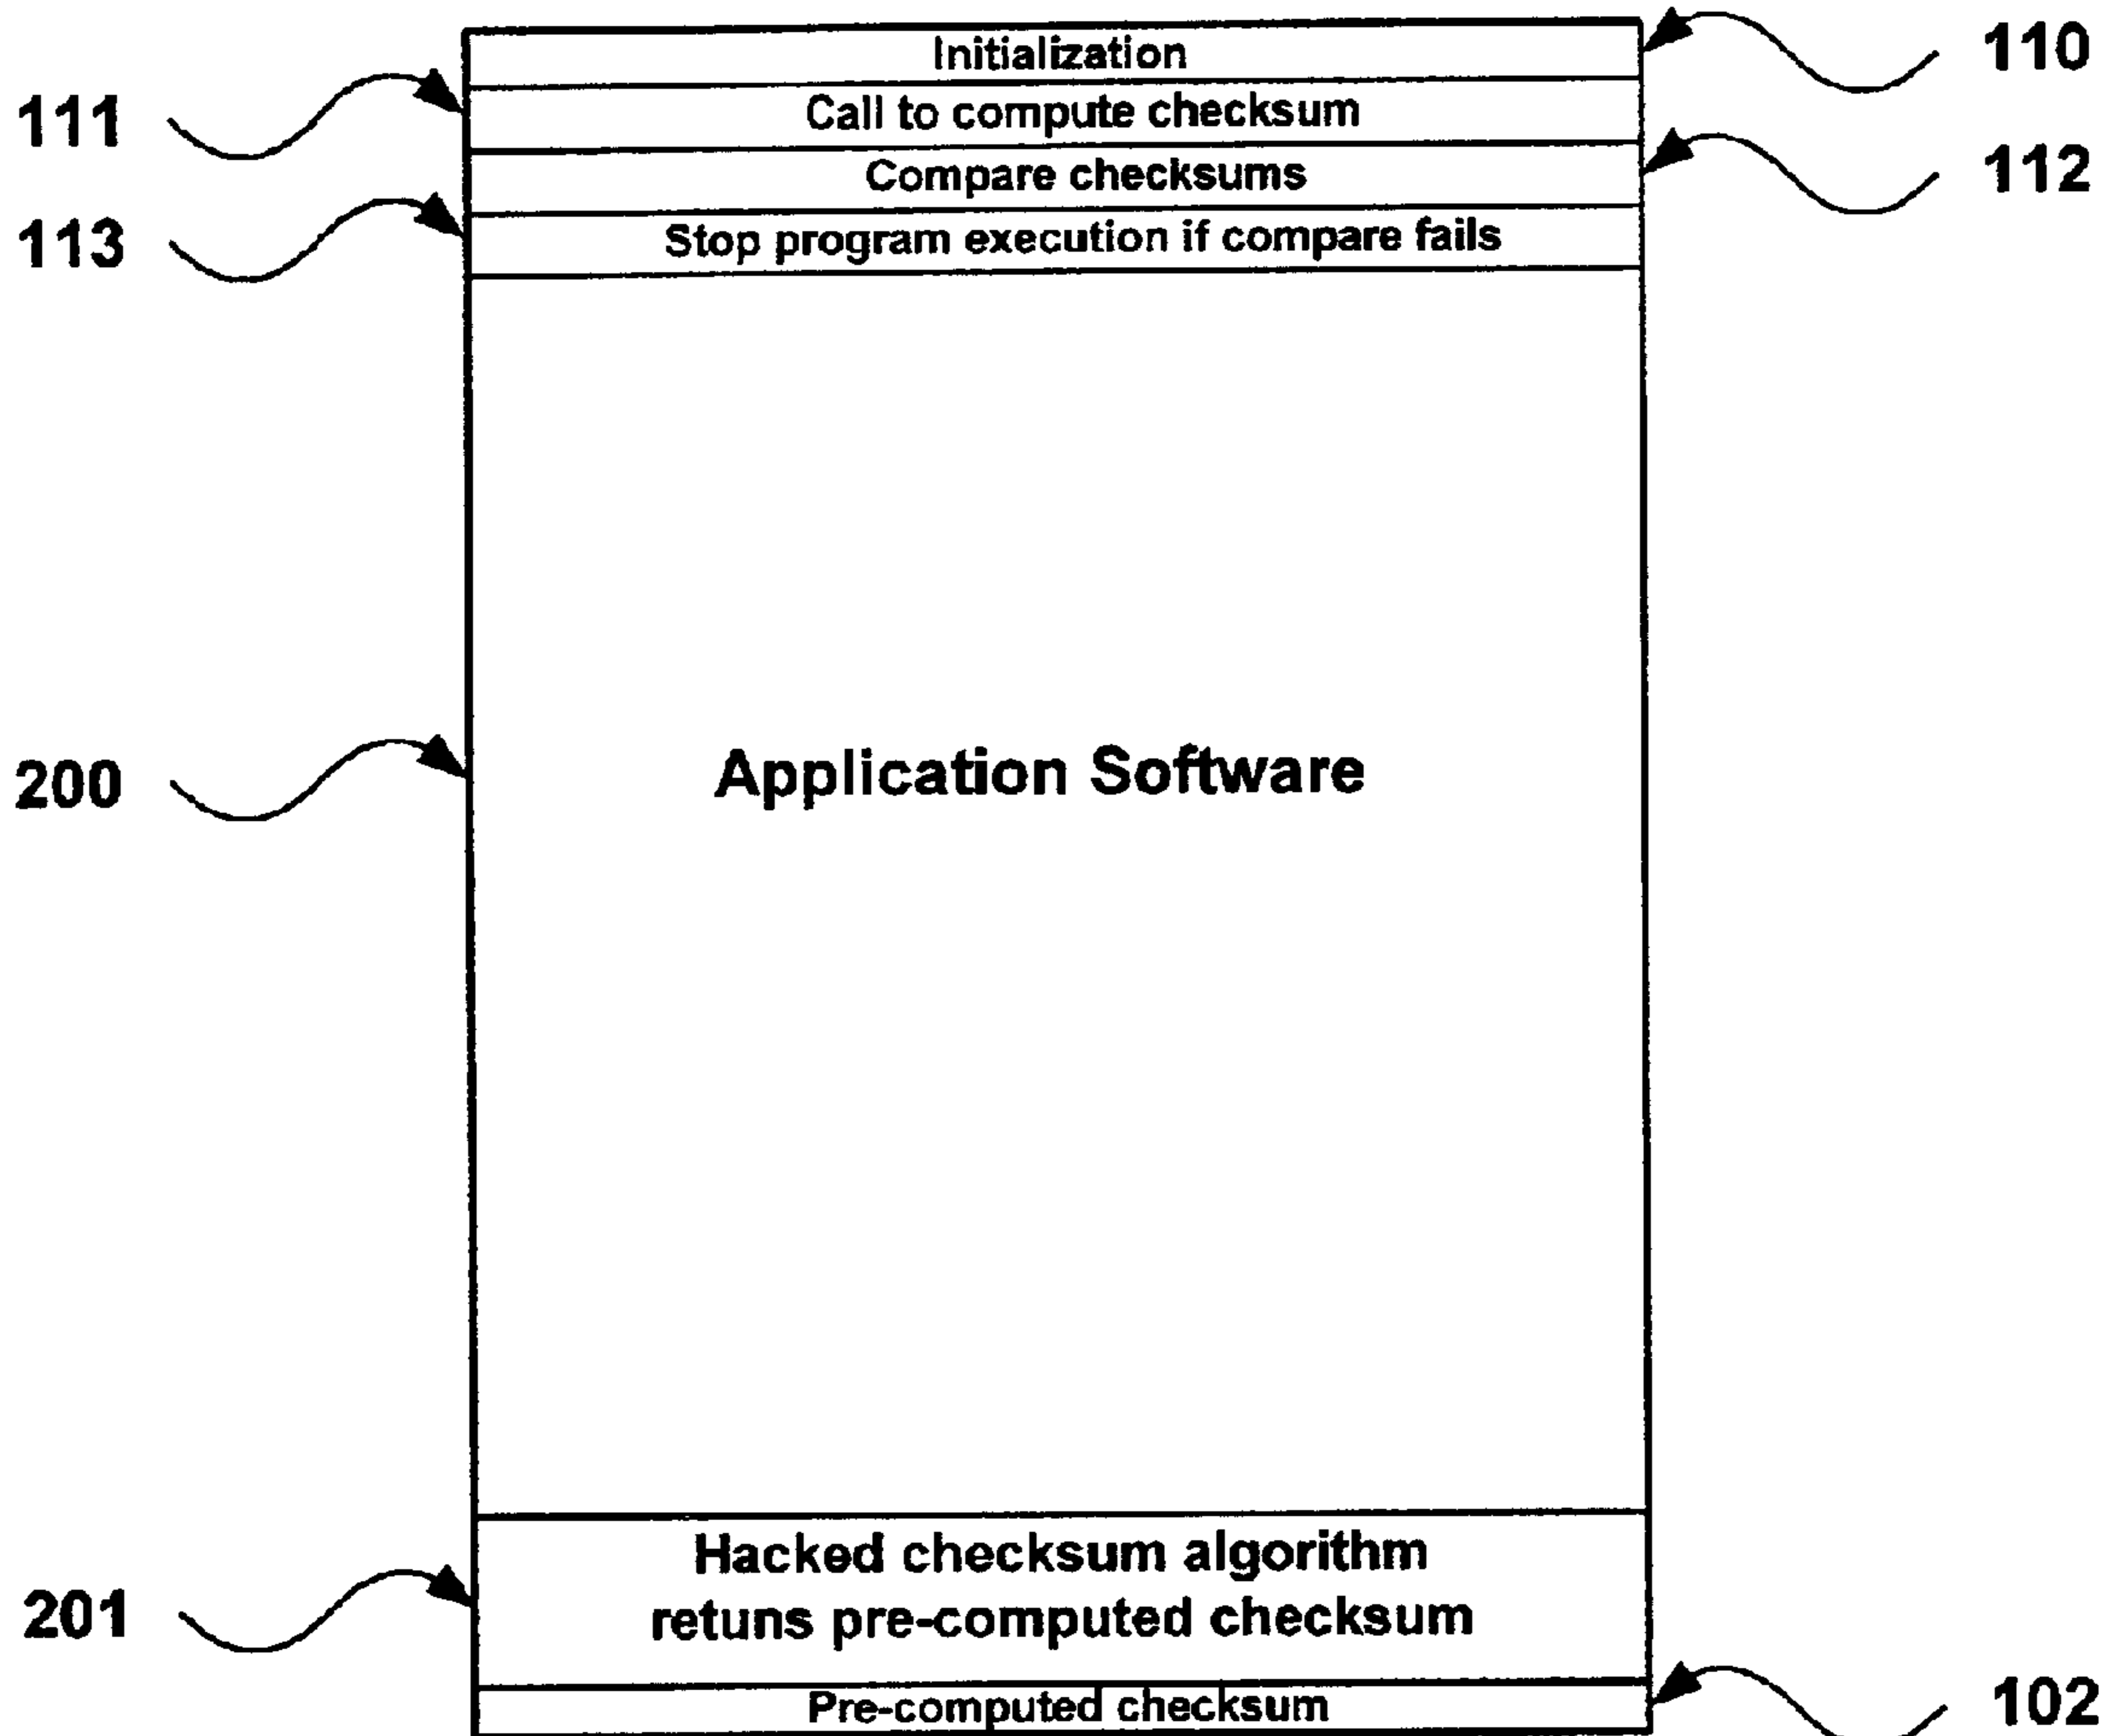 Initialization
110
111
Call to compute checksum
Compare checksums
112
113
Stop program execution if compare fails
200
Application Software
Hacked checksum algorithm
retuns pre-computed checksum
201
Pre-computed checksum
102